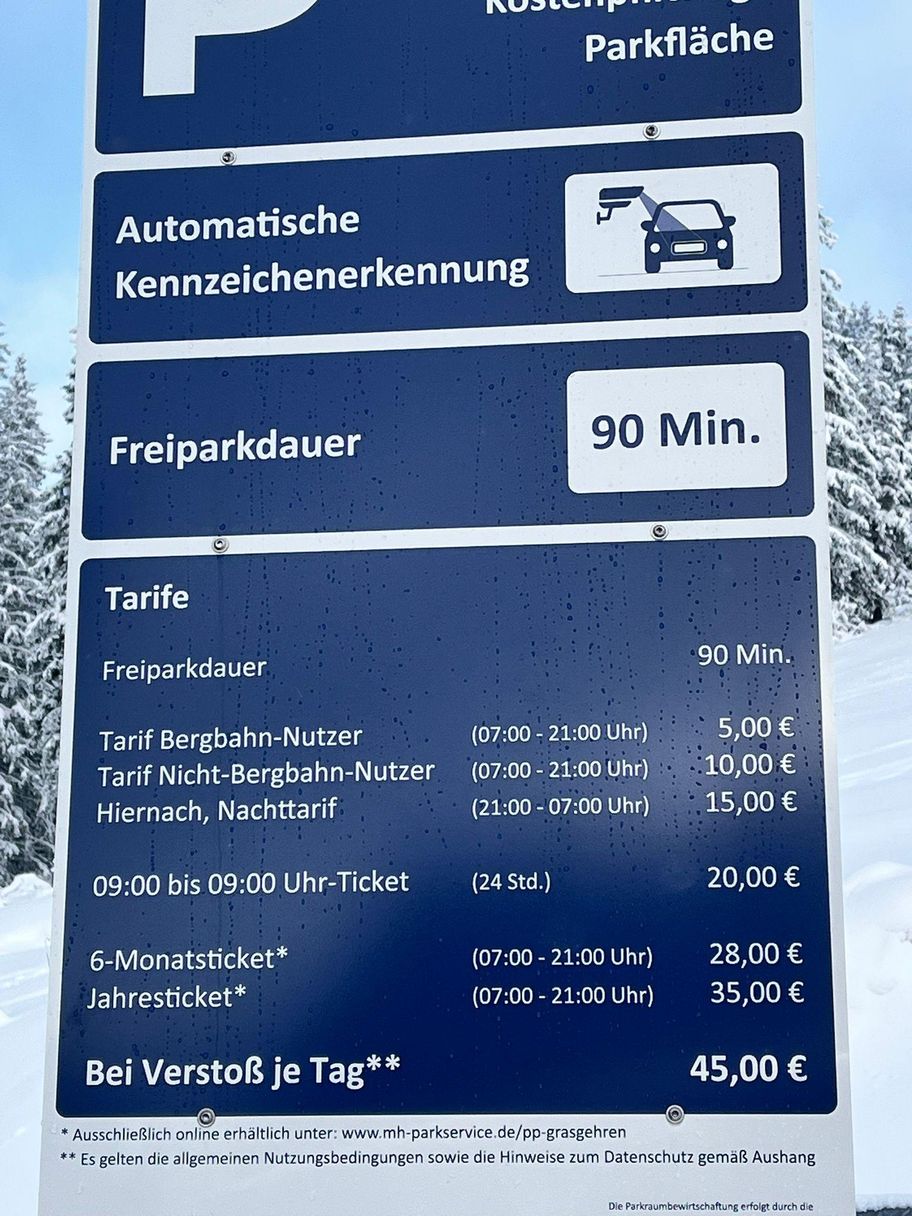 P
Parkfläche
Automatische
Kennzeichenerkennung
Freiparkdauer 90 Min.
Tarife
Freiparkdauer 90 Min.
Tarif Bergbahn-Nutzer (07:00 - 21:00 Uhr) 5,00 €
Tarif Nicht-Bergbahn-Nutzer (07:00 - 21:00 Uhr) 10,00 €
Hiernach, Nachttarif (21:00 - 07:00 Uhr) 15,00 €
09:00 bis 09:00 Uhr-Ticket (24 Std.) 20,00 €
6-Monatsticket* (07:00 - 21:00 Uhr) 28,00 €
Jahresticket* (07:00 - 21:00 Uhr) 35,00 €
Bei Verstoß je Tag** 45,00 €
* Ausschließlich online erhältlich unter: www.mh-parkservice.de/pp-grasgehren
** Es gelten die allgemeinen Nutzungsbedingungen sowie die Hinweise zum Datenschutz gemäß Aushang
Die Parkraumbewirtschaftung erfolgt durch die